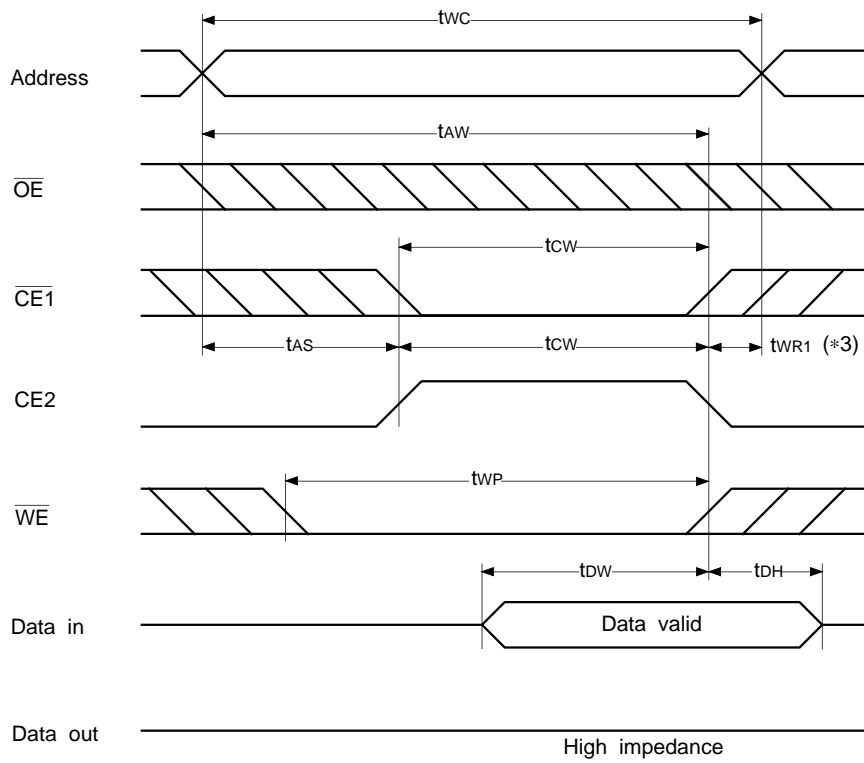 tWC
Address
tAW
OE
tCW
CE1
tAS
tCW
tWR1 (*3)
CE2
tWP
WE
tDW
tDH
Data in
Data valid
Data out
High impedance